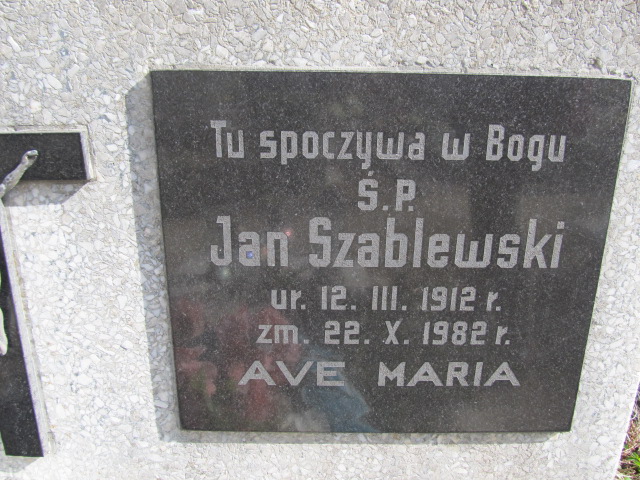 Tu spoczywa w Bogu
Ś.P.
Jan Szablewski
ur. 12. III. 1912 r.
zm. 22. X. 1982 r.
AVE MARIA